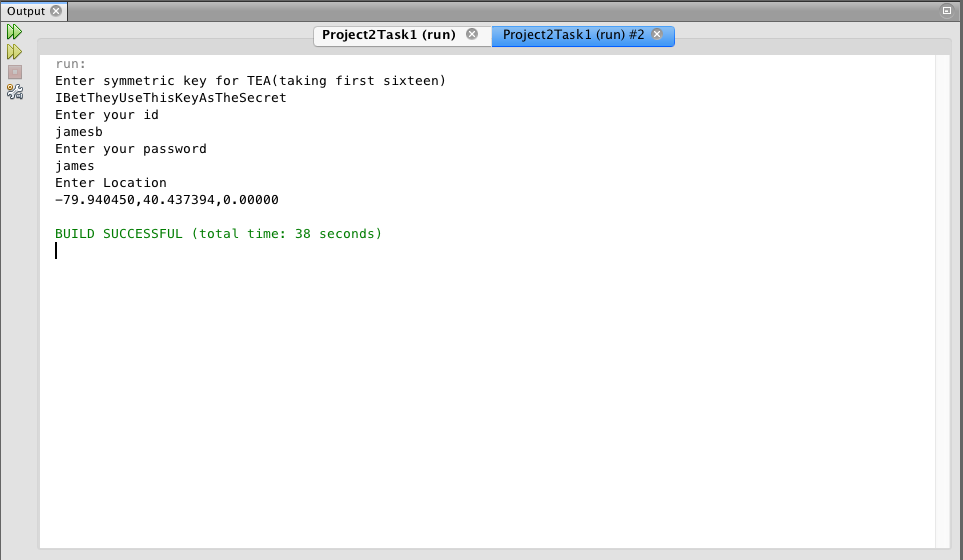 Output
Project2Task1 (run) Project2Task1 (run) #2
run:
Enter symmetric key for TEA(taking first sixteen)
IBetTheyUseThisKeyAsTheSecret
Enter your id
jamesb
Enter your password
james
Enter Location
-79.940450,40.437394,0.00000
BUILD SUCCESSFUL (total time: 38 seconds)